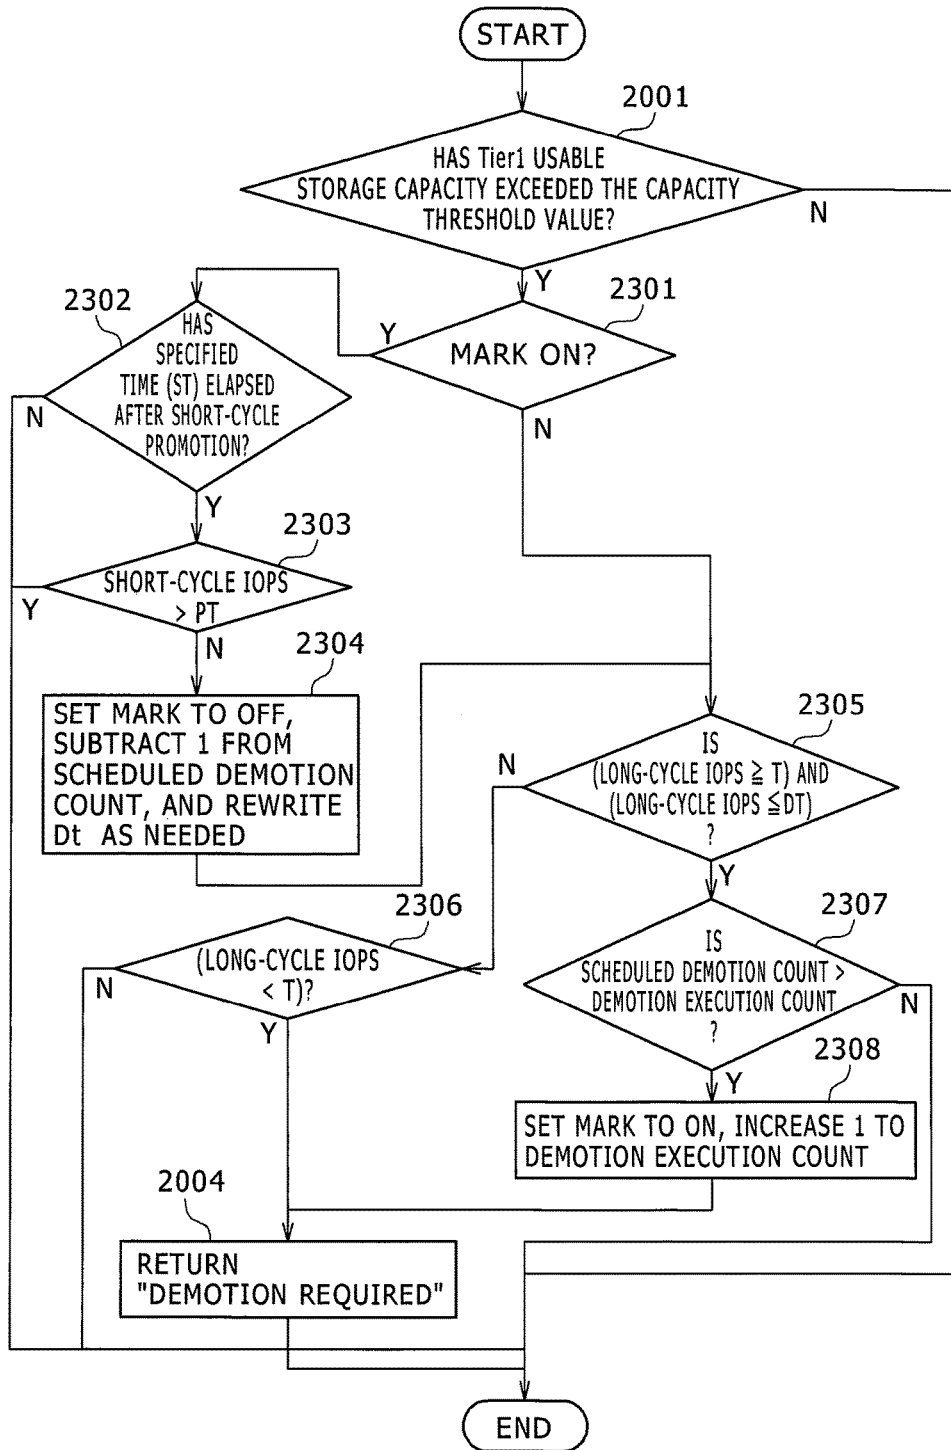 START
2001
HAS Tier1 USABLE
STORAGE CAPACITY EXCEEDED THE CAPACITY
THRESHOLD VALUE?
N
Y
2301
MARK ON?
Y
N
2302
HAS
SPECIFIED
TIME (ST) ELAPSED
AFTER SHORT-CYCLE
PROMOTION?
N
Y
2303
SHORT-CYCLE IOPS
> PT
Y
N
2304
SET MARK TO OFF,
SUBTRACT 1 FROM
SCHEDULED DEMOTION
COUNT, AND REWRITE
Dt AS NEEDED
2305
IS
(LONG-CYCLE IOPS ≧ T) AND
(LONG-CYCLE IOPS ≦DT)
?
N
Y
2306
(LONG-CYCLE IOPS
< T)?
N
Y
2307
IS
SCHEDULED DEMOTION COUNT >
DEMOTION EXECUTION COUNT
?
N
Y
2308
SET MARK TO ON, INCREASE 1 TO
DEMOTION EXECUTION COUNT
2004
RETURN
"DEMOTION REQUIRED"
END